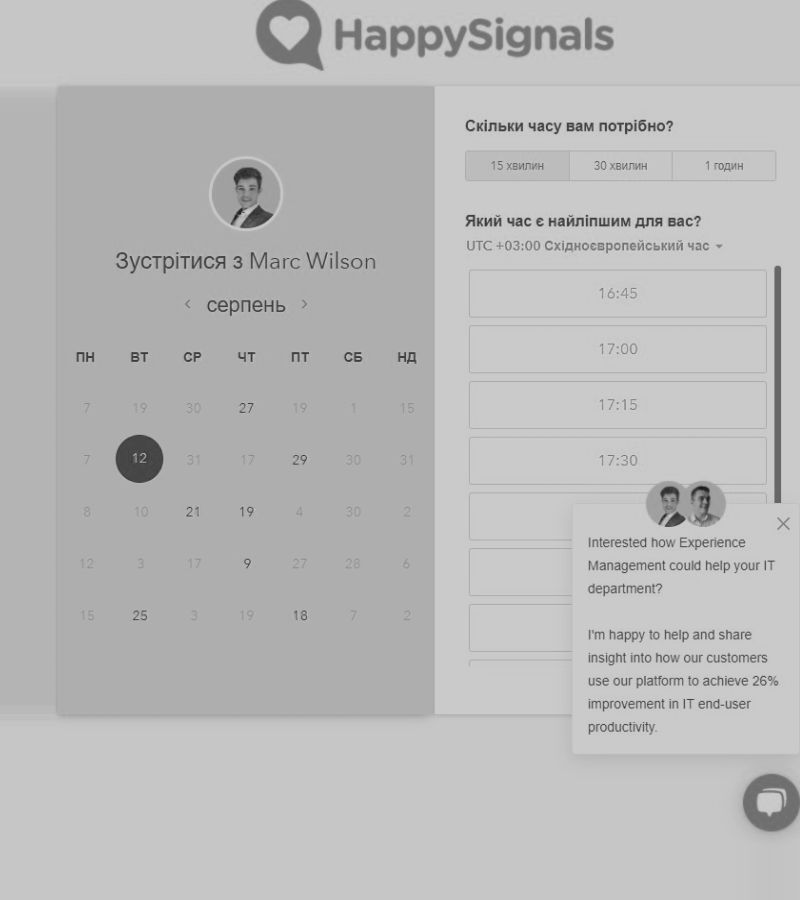 HappySignals
Зустрітися з Marc Wilson
серпень
ПН ВТ СР ЧТ ПТ СБ НД
7 19 30 27 19 1 15
7 12 31 17 29 30 31
8 10 21 19 4 30 2
12 3 17 9 27 28 6
15 25 3 19 18 7 2
Скільки часу вам потрібно?
15 хвилин 30 хвилин 1 годин
Який час є найліпшим для вас?
UTC +03:00 Східноєвропейський час
16:45
17:00
17:15
17:30
Interested how Experience
Management could help your IT
department?
I'm happy to help and share
insight into how our customers
use our platform to achieve 26%
improvement in IT end-user
productivity.